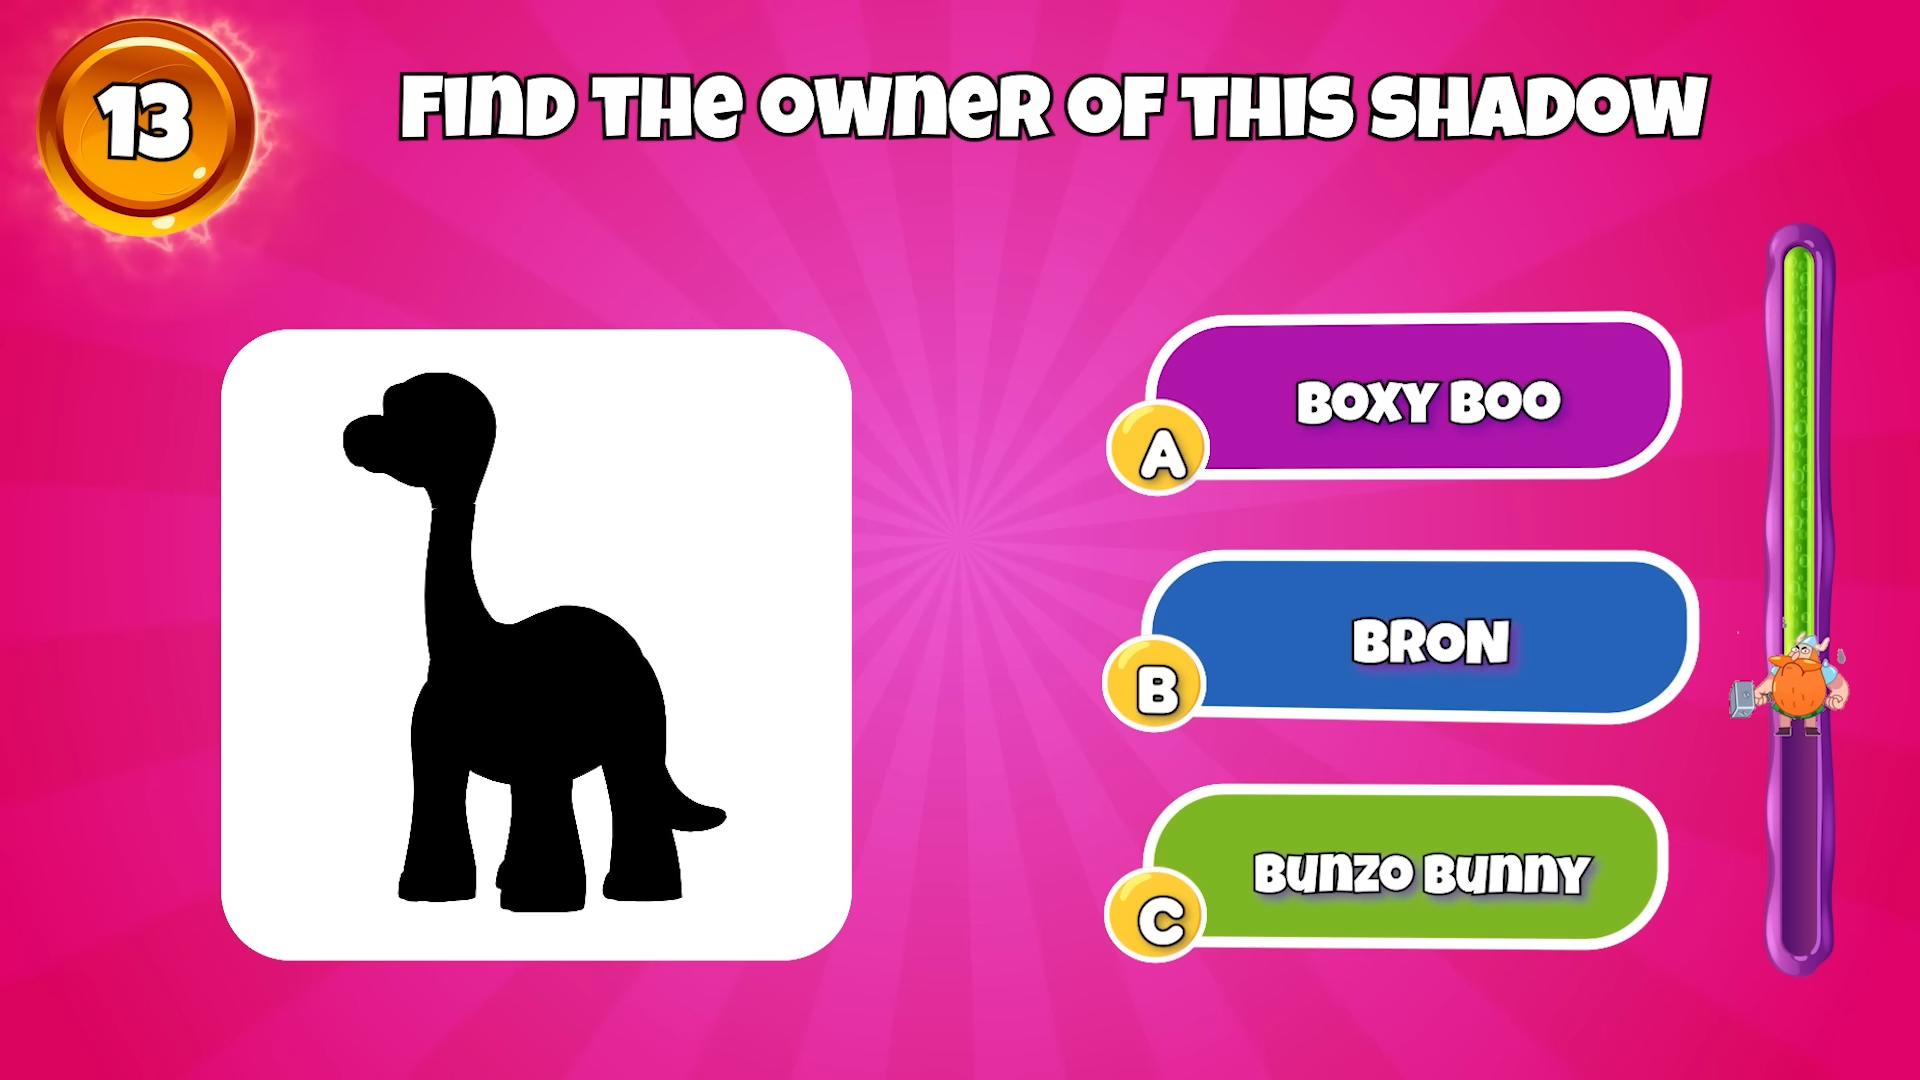 13
FIND THE OWNER OF THIS SHADOW
BOXY BOO
A
BRON
B
BUNZO BUNNY
C